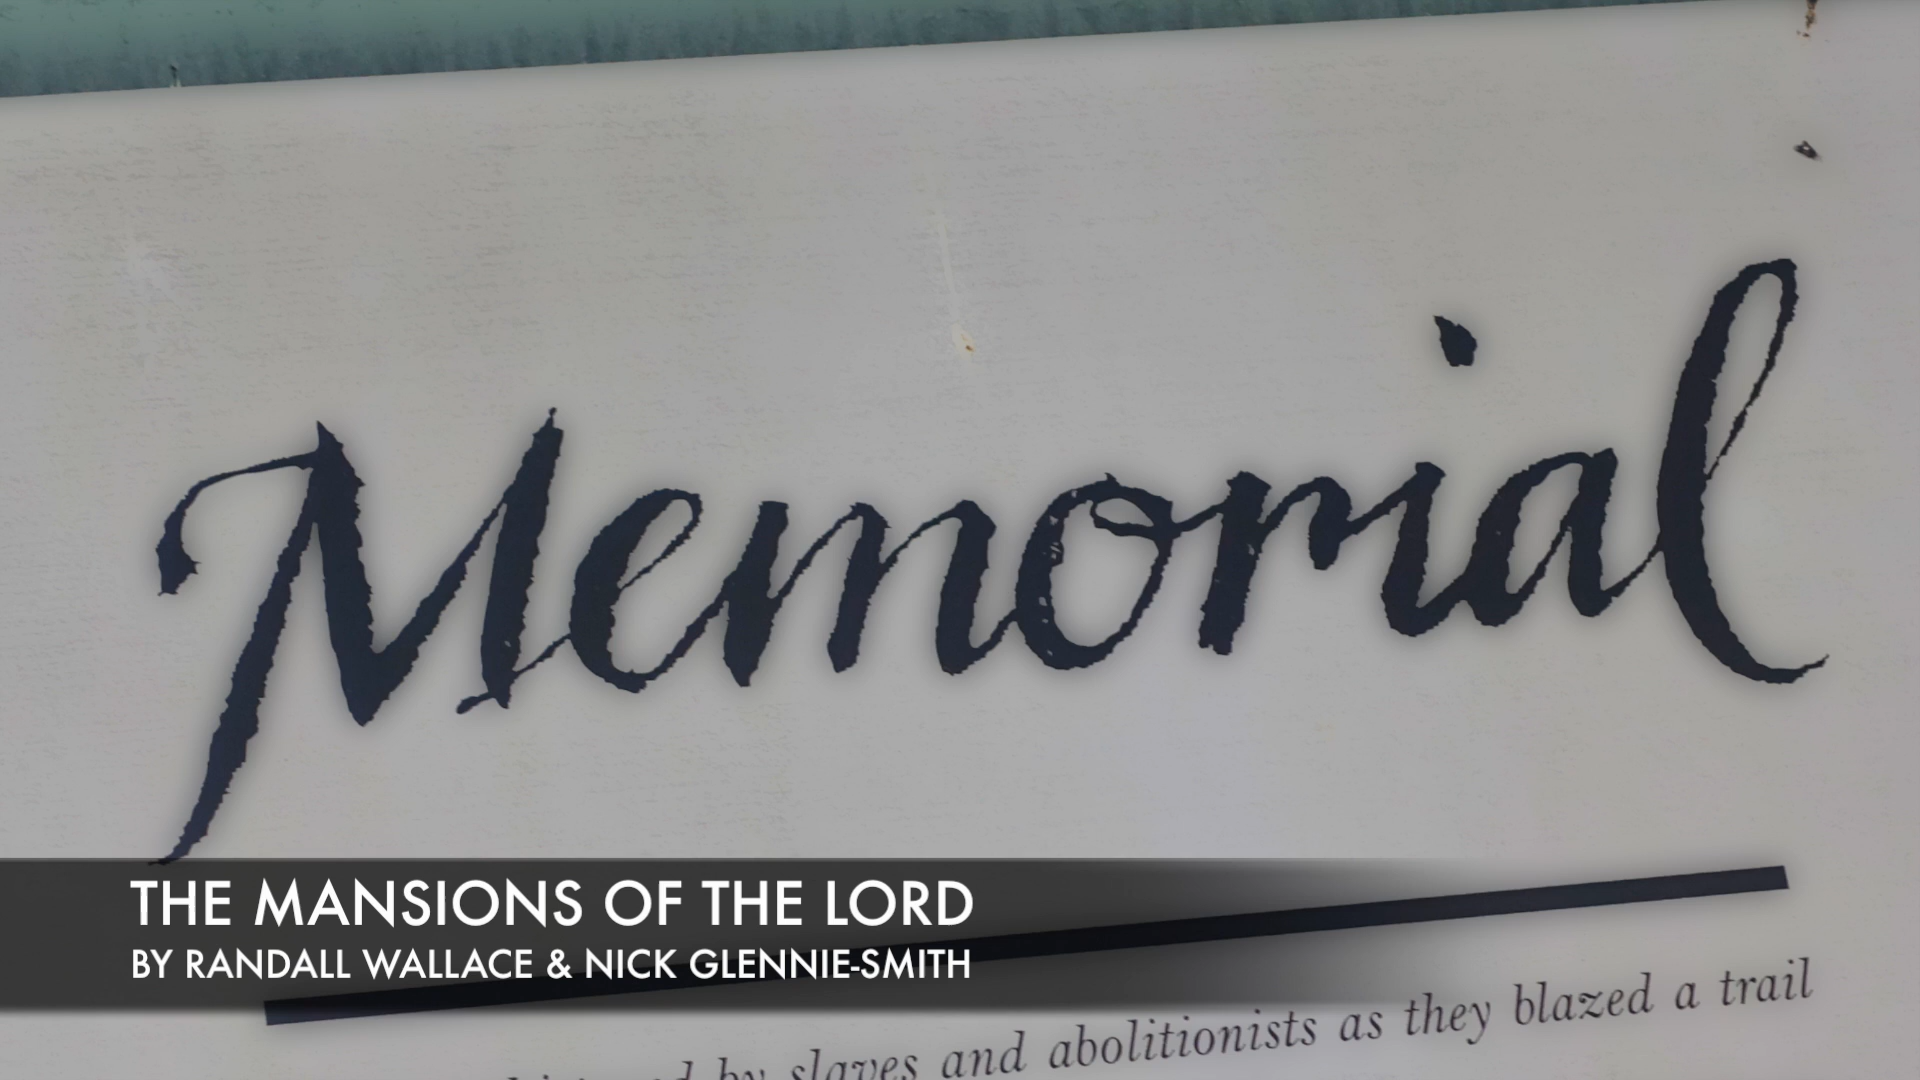 Memorial
THE MANSIONS OF THE LORD
BY RANDALL WALLACE & NICK GLENNIE-SMITH
by slaves and abolitionists as they blazed a trail